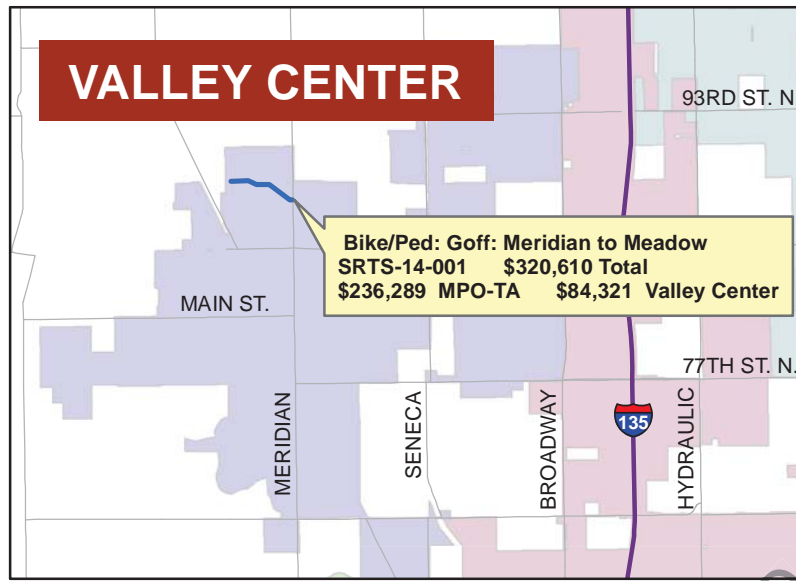 VALLEY CENTER
93RD ST. N
Bike/Ped: Goff: Meridian to Meadow
SRTS-14-001 $320,610 Total
$236,289 MPO-TA $84,321 Valley Center
MAIN ST.
77TH ST. N.
MERIDIAN
SENECA
BROADWAY
135
HYDRAULIC